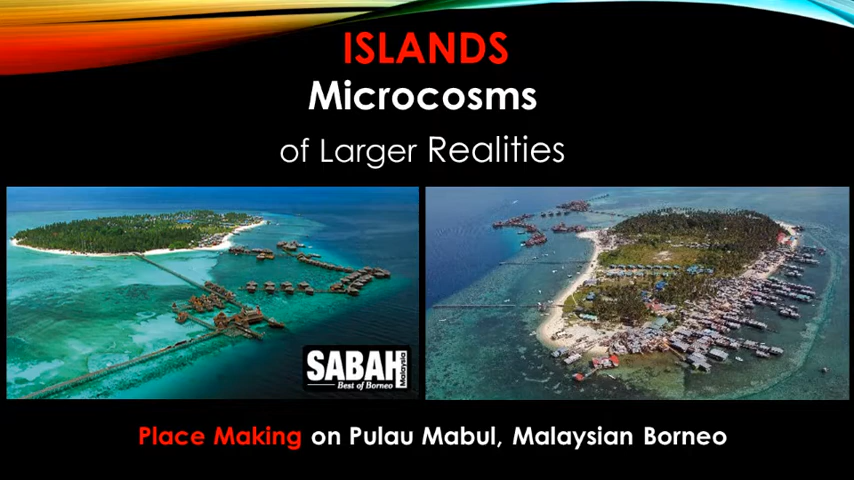 ISLANDS
Microcosms
of Larger Realities
SABAH
Malaysia
Best of Borneo
Place Making on Pulau Mabul, Malaysian Borneo